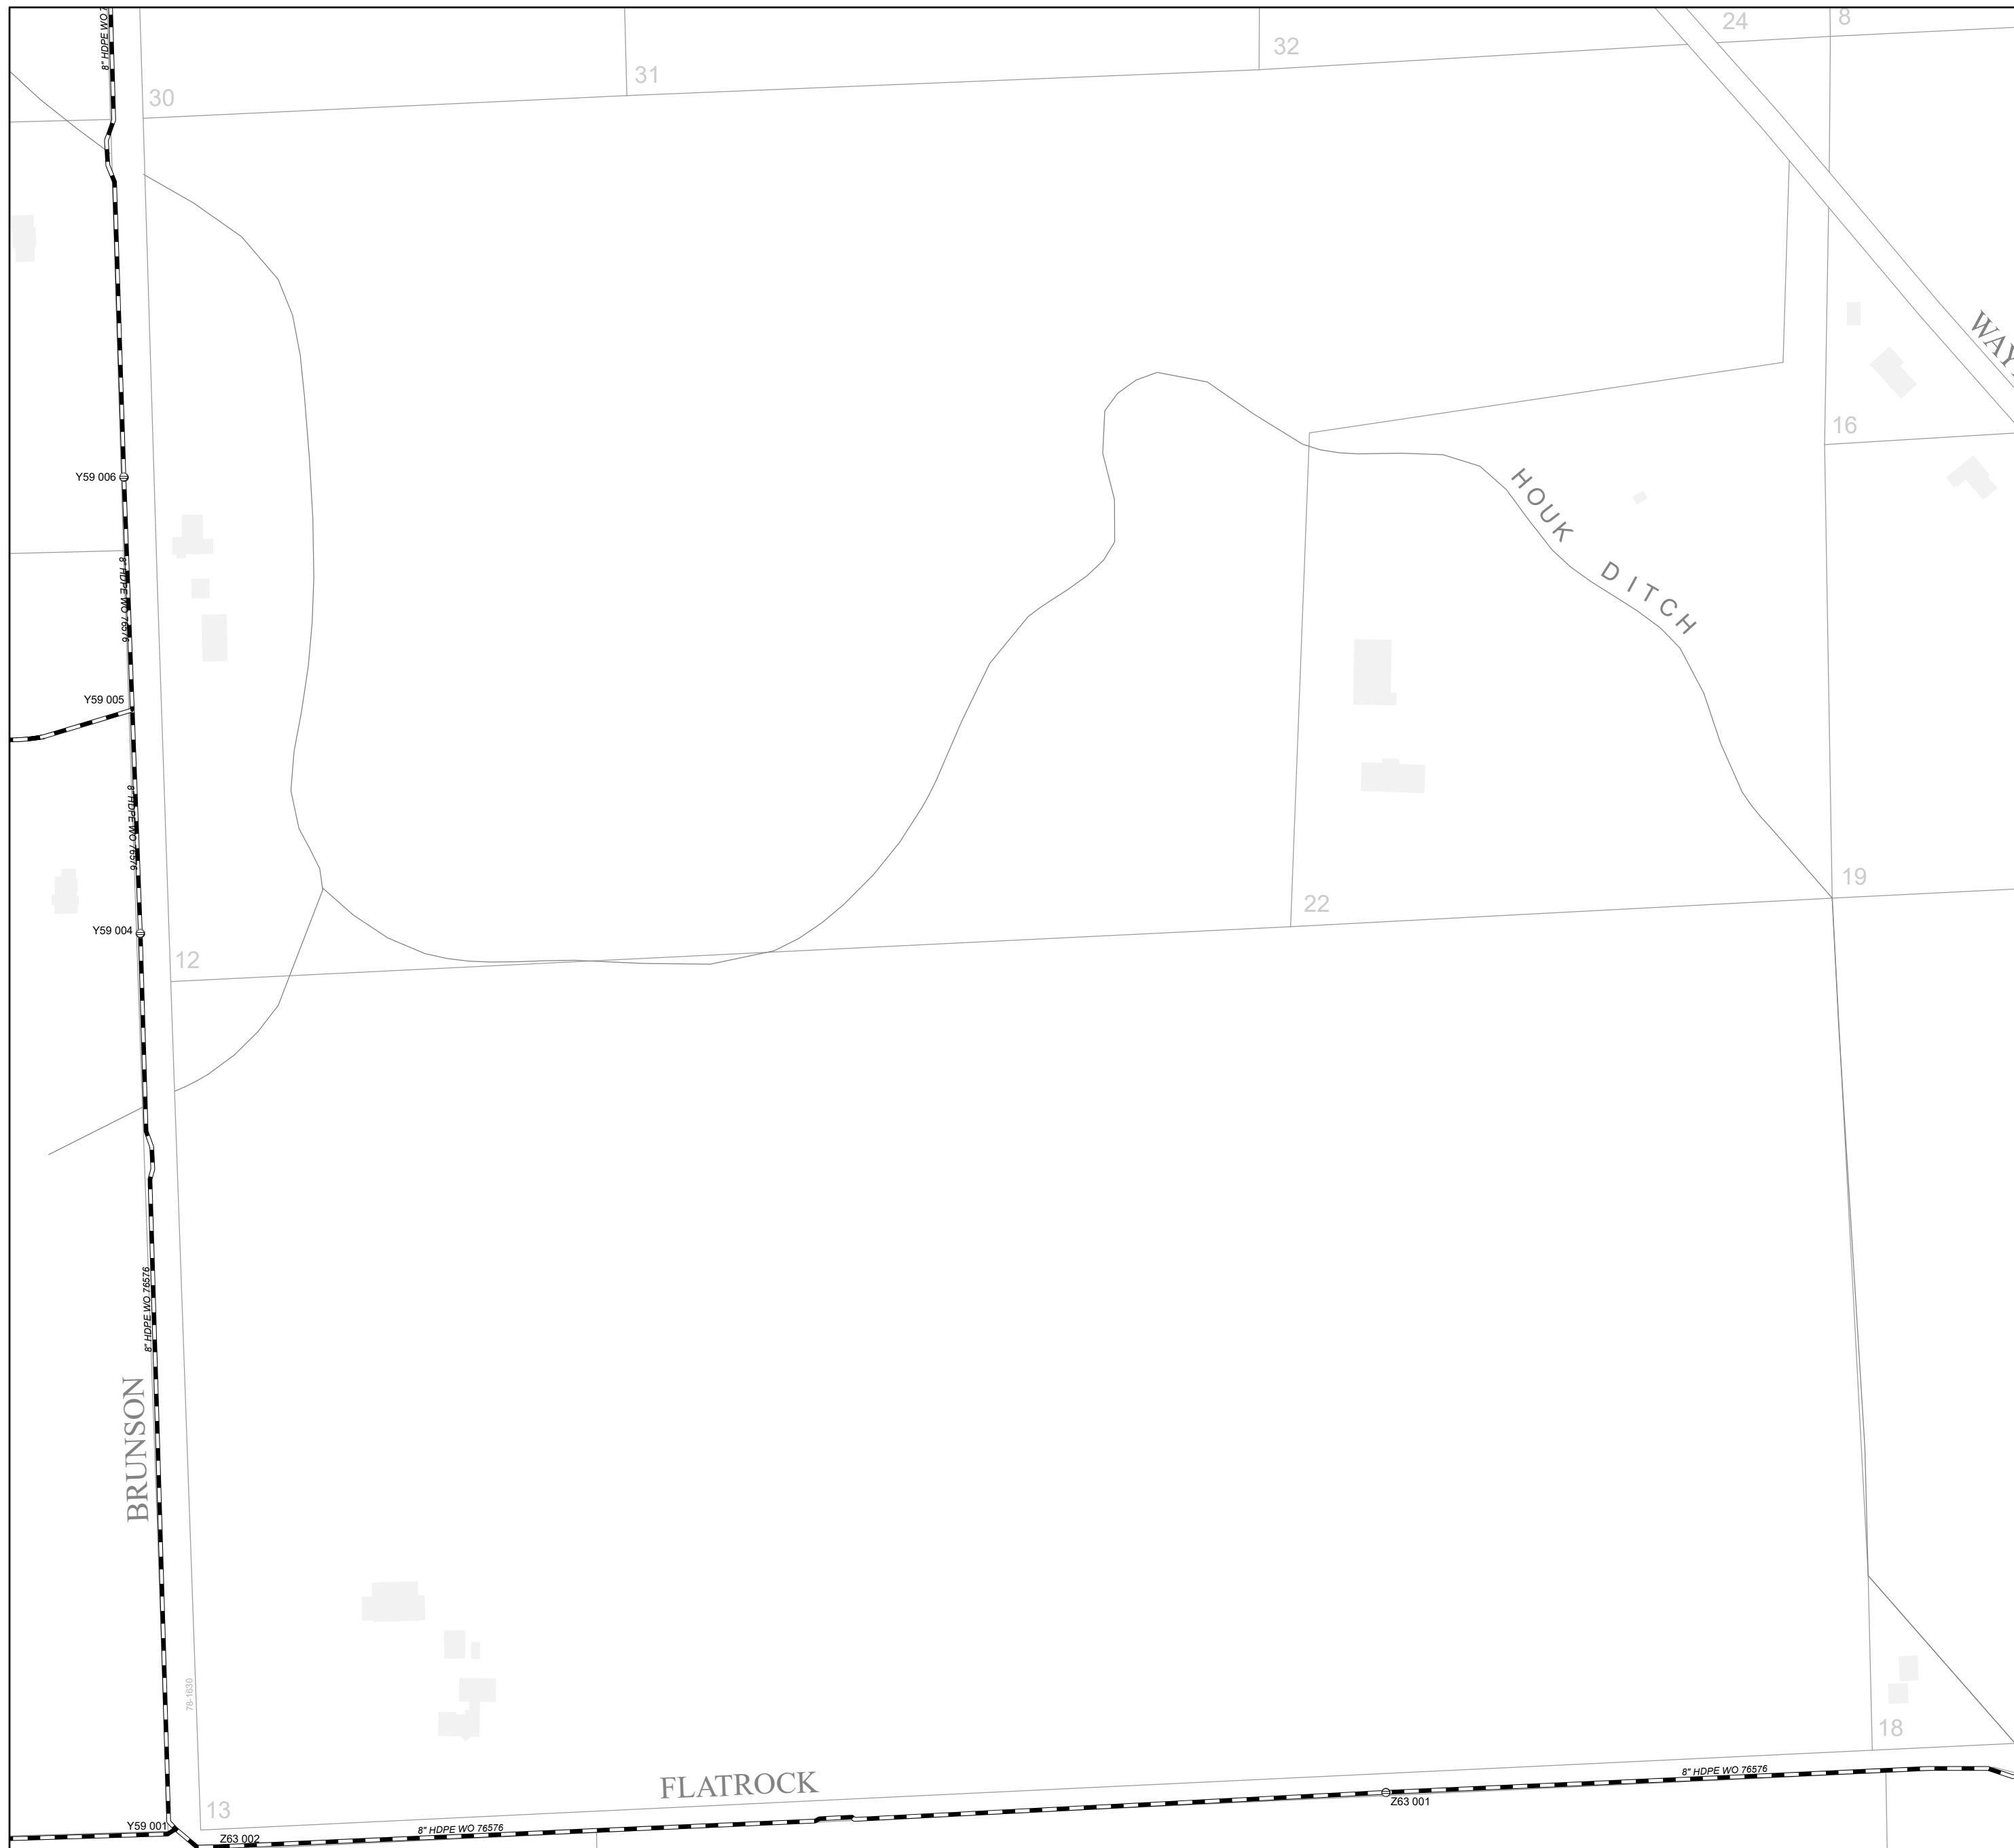 8" HDPE WO 7
24
8
32
31
30
WAY
16
HOUK DITCH
Y59 006
8" HDPE WO 76576
Y59 005
8" HDPE WO 76576
19
22
Y59 004
12
8" HDPE WO 76576
BRUNSON
78-1630
18
FLATROCK
8" HDPE WO 76576
Z63 001
13
Y59 001
8" HDPE WO 76576
Z63 002